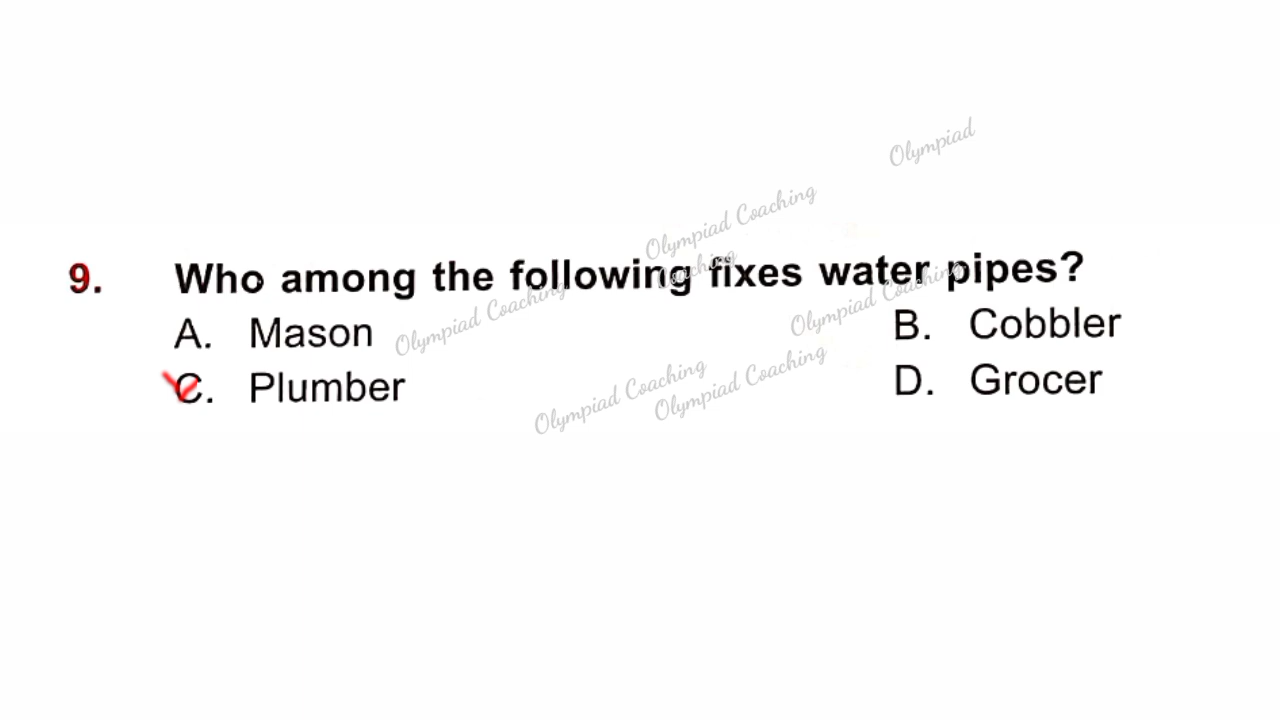 Olympiad
Olympiad Coaching
Coaching
9. Who among the following fixes water pipes?
Olympiad Coaching
Olympiad Coaching
A. Mason B. Cobbler
C. Plumber D. Grocer
Olympiad Coaching
Olympiad Coaching